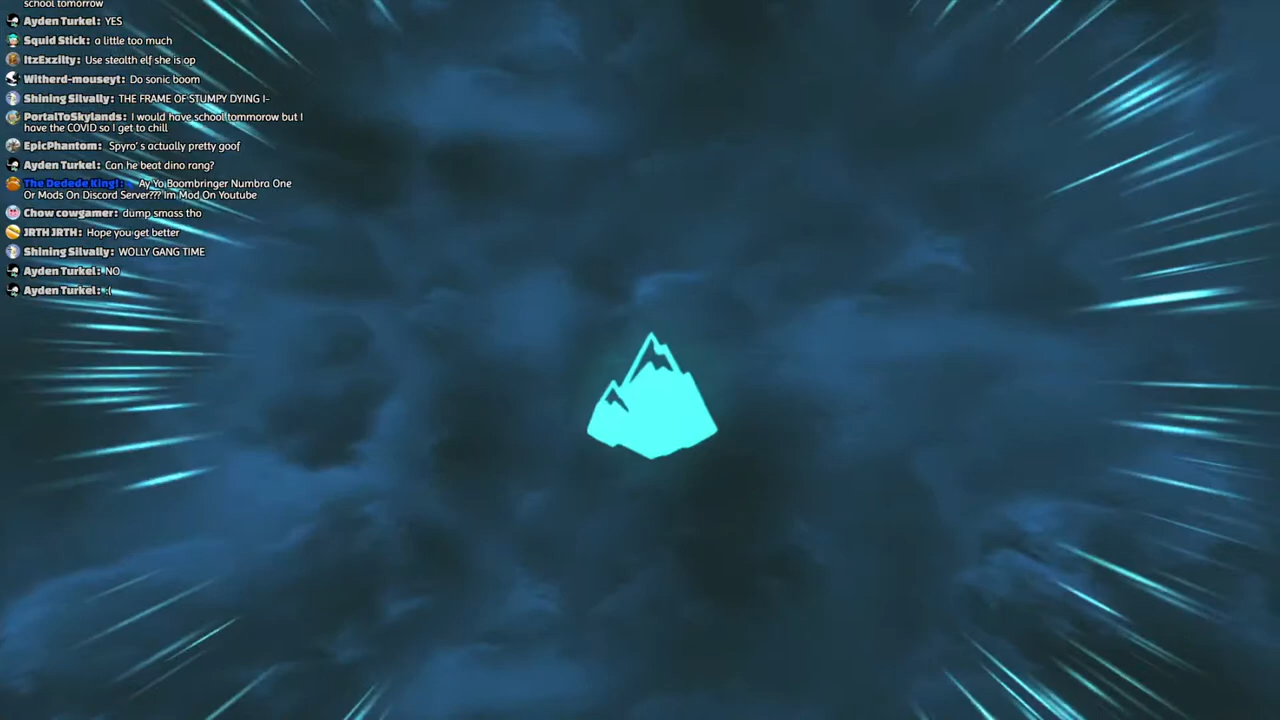 school tomorrow
Ayden Turkel: YES
Squid Stick: a little too much
ItzExzilty: Use stealth elf she is op
Witherd-mouseyt: Do sonic boom
Shining Silvally: THE FRAME OF STUMPY DYING I-
PortalToSkylands: I would have school tommorow but I
have the COVID so I get to chill
EpicPhantom: Spyro' s actually pretty goof
Ayden Turkel: Can he beat dino rang?
The Dedede King!: Ay Yo Boombringer Numbra One
Or Mods On Discord Server??? Im Mod On Youtube
Chow cowgamer: dump smass tho
JRTH JRTH: Hope you get better
Shining Silvally: WOLLY GANG TIME
Ayden Turkel: NO
Ayden Turkel: :(